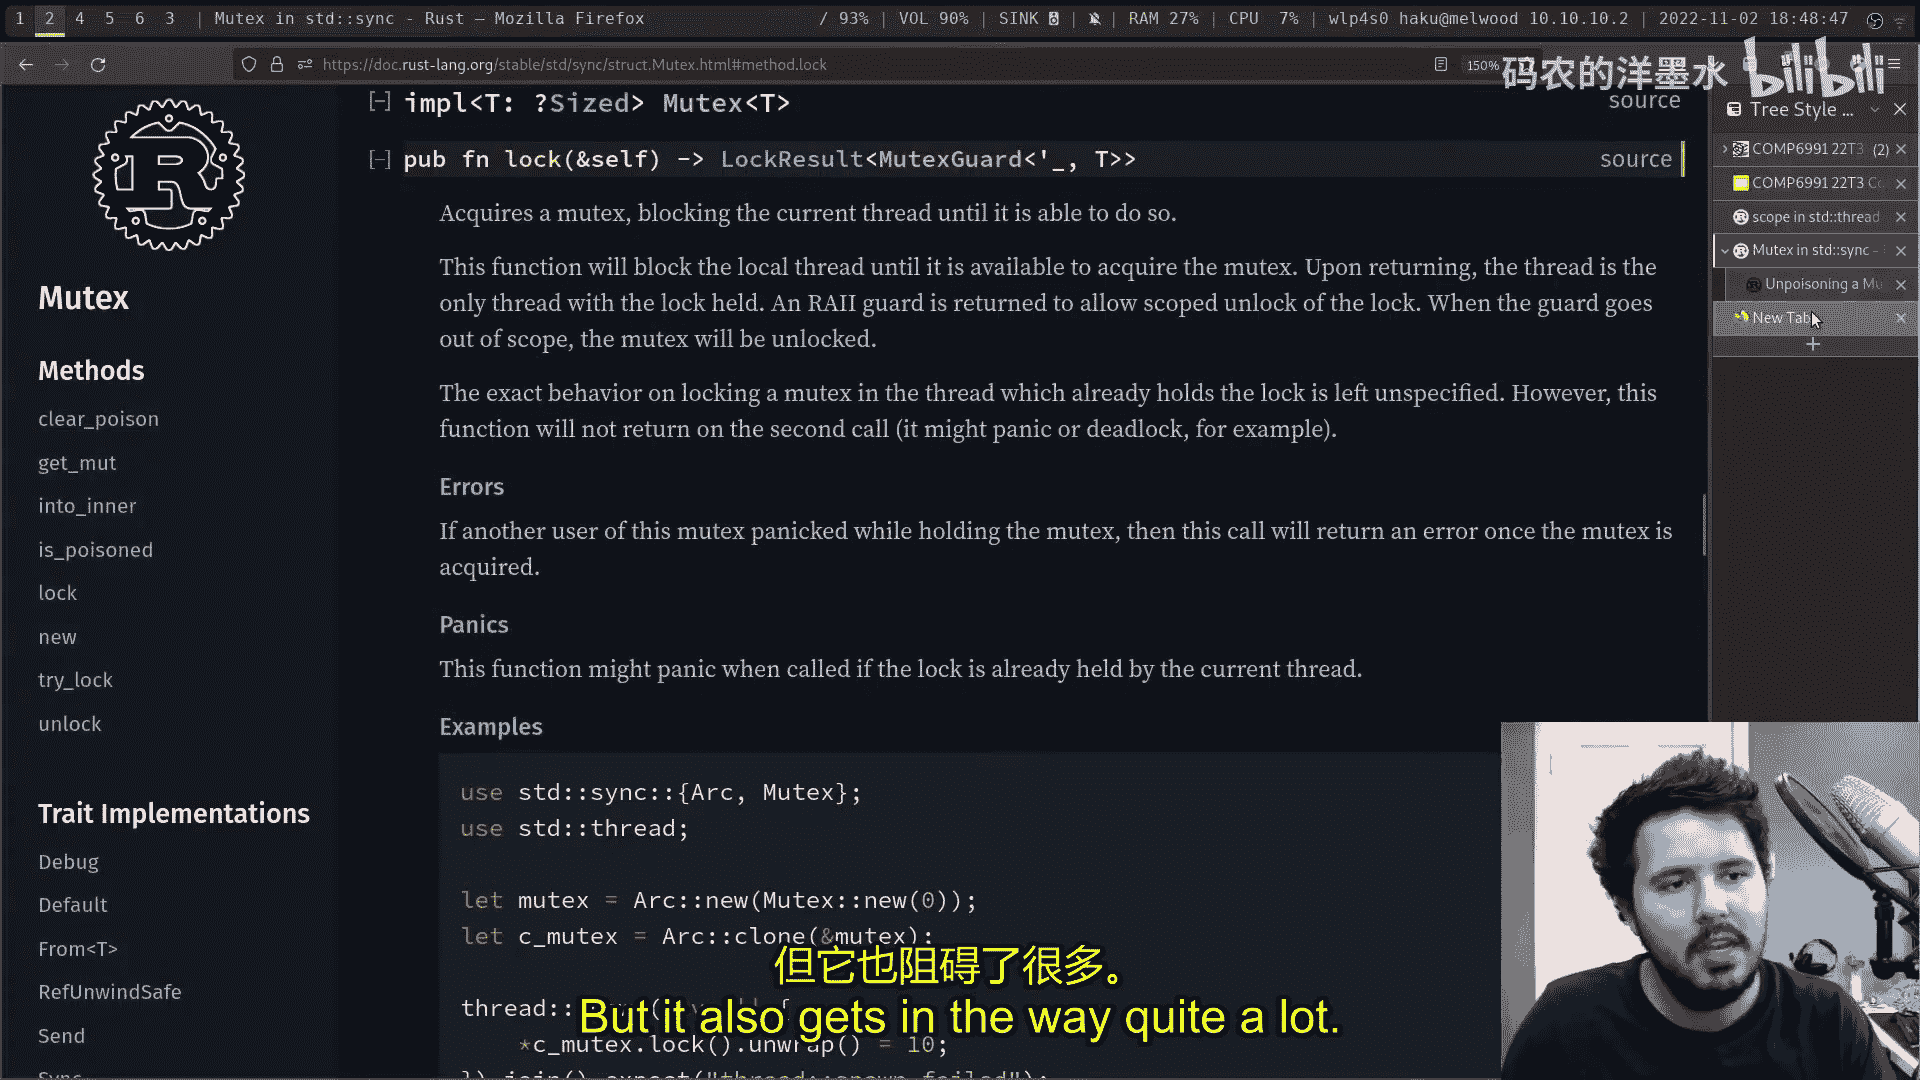 1 2 4 5 6 3 | Mutex in std::sync - Rust — Mozilla Firefox
/ 93% | VOL 90% | SINK | | RAM 27% | CPU 7% | wlp4s0 haku@melwood 10.10.10.2 | 2022-11-02 18:48:47
https://doc.rust-lang.org/stable/std/sync/struct.Mutex.html#method.lock
150%
码农的洋墨水 bilibili
Tree Style ...
COMP6991 22T3 (2)
COMP6991 22T3 Co
scope in std::thread
Mutex in std::sync -
Unpoisoning a Mu
New Tab
+
Mutex
Methods
clear_poison
get_mut
into_inner
is_poisoned
lock
new
try_lock
unlock
Trait Implementations
Debug
Default
From<T>
RefUnwindSafe
Send
Sync
[-] impl<T: ?Sized> Mutex<T> source
[-] pub fn lock(&self) -> LockResult<MutexGuard<'_, T>> source
Acquires a mutex, blocking the current thread until it is able to do so.
This function will block the local thread until it is available to acquire the mutex. Upon returning, the thread is the
only thread with the lock held. An RAII guard is returned to allow scoped unlock of the lock. When the guard goes
out of scope, the mutex will be unlocked.
The exact behavior on locking a mutex in the thread which already holds the lock is left unspecified. However, this
function will not return on the second call (it might panic or deadlock, for example).
Errors
If another user of this mutex panicked while holding the mutex, then this call will return an error once the mutex is
acquired.
Panics
This function might panic when called if the lock is already held by the current thread.
Examples
use std::sync::{Arc, Mutex};
use std::thread;
let mutex = Arc::new(Mutex::new(0));
let c_mutex = Arc::clone(&mutex);
thread::
*c_mutex.lock().unwrap() = 10;
}).join().expect("thread::spawn failed");
但它也阻碍了很多。
But it also gets in the way quite a lot.